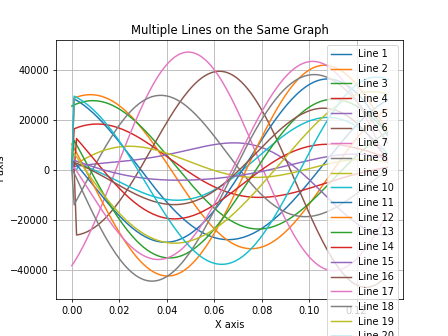 Multiple Lines on the Same Graph
40000
20000
0
−20000
−40000
0.00
0.02
0.04
0.06
0.08
0.10
X axis
axis
Line 1
Line 2
Line 3
Line 4
Line 5
Line 6
Line 7
Line 8
Line 9
Line 10
Line 11
Line 12
Line 13
Line 14
Line 15
Line 16
Line 17
Line 18
Line 19
Line 20